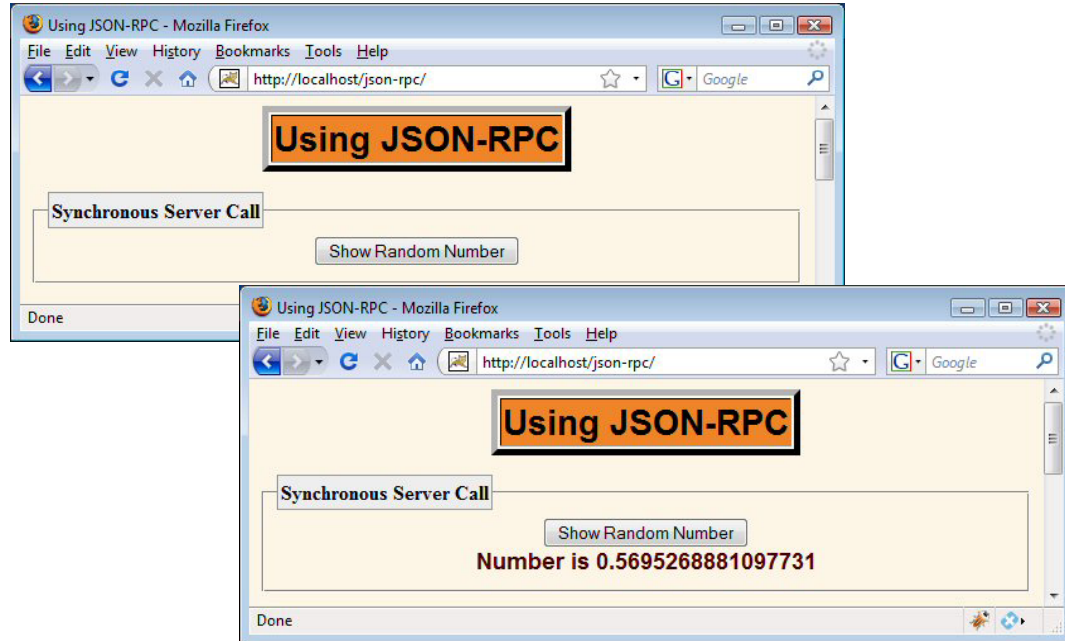 Using JSON-RPC - Mozilla Firefox
File Edit View History Bookmarks Tools Help
http://localhost/json-rpc/
G Google
Using JSON-RPC
Synchronous Server Call
Show Random Number
Done
Using JSON-RPC - Mozilla Firefox
File Edit View History Bookmarks Tools Help
http://localhost/json-rpc/
G Google
Using JSON-RPC
Synchronous Server Call
Show Random Number
Number is 0.5695268881097731
Done